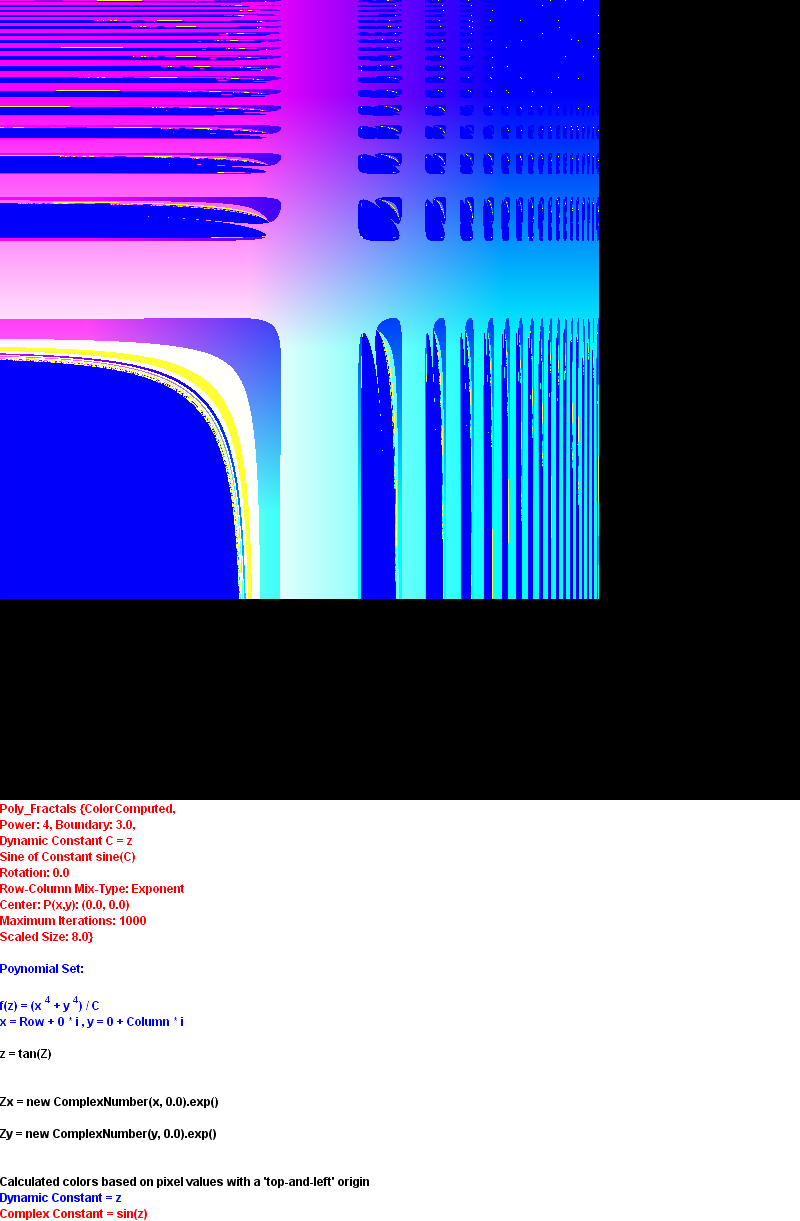 Poly_Fractals {ColorComputed,
Power: 4, Boundary: 3.0,
Dynamic Constant C = z
Sine of Constant sine(C)
Rotation: 0.0
Row-Column Mix-Type: Exponent
Center: P(x,y): (0.0, 0.0)
Maximum Iterations: 1000
Scaled Size: 8.0}
Poynomial Set:
f(z) = (x 4 + y 4) / C
x = Row + 0 * i , y = 0 + Column * i
z = tan(Z)
Zx = new ComplexNumber(x, 0.0).exp()
Zy = new ComplexNumber(y, 0.0).exp()
Calculated colors based on pixel values with a 'top-and-left' origin
Dynamic Constant = z
Complex Constant = sin(z)